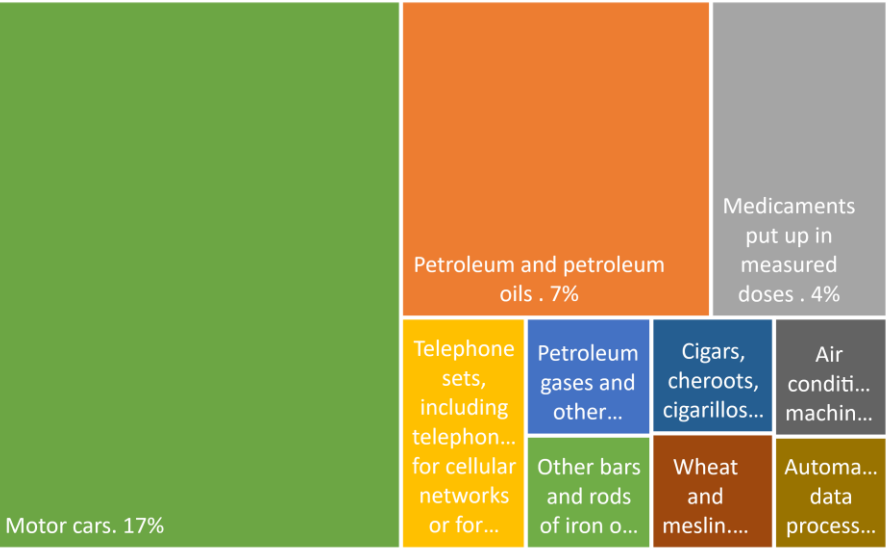 Motor cars. 17%
Petroleum and petroleum
oils . 7%
Medicaments
put up in
measured
doses . 4%
Telephone
sets,
including
telephon...
for cellular
networks
or for...
Petroleum
gases and
other...
Cigars,
cheroots,
cigarillos...
Air
conditi...
machin...
Other bars
and rods
of iron o...
Wheat
and
meslin....
Automa...
data
process...